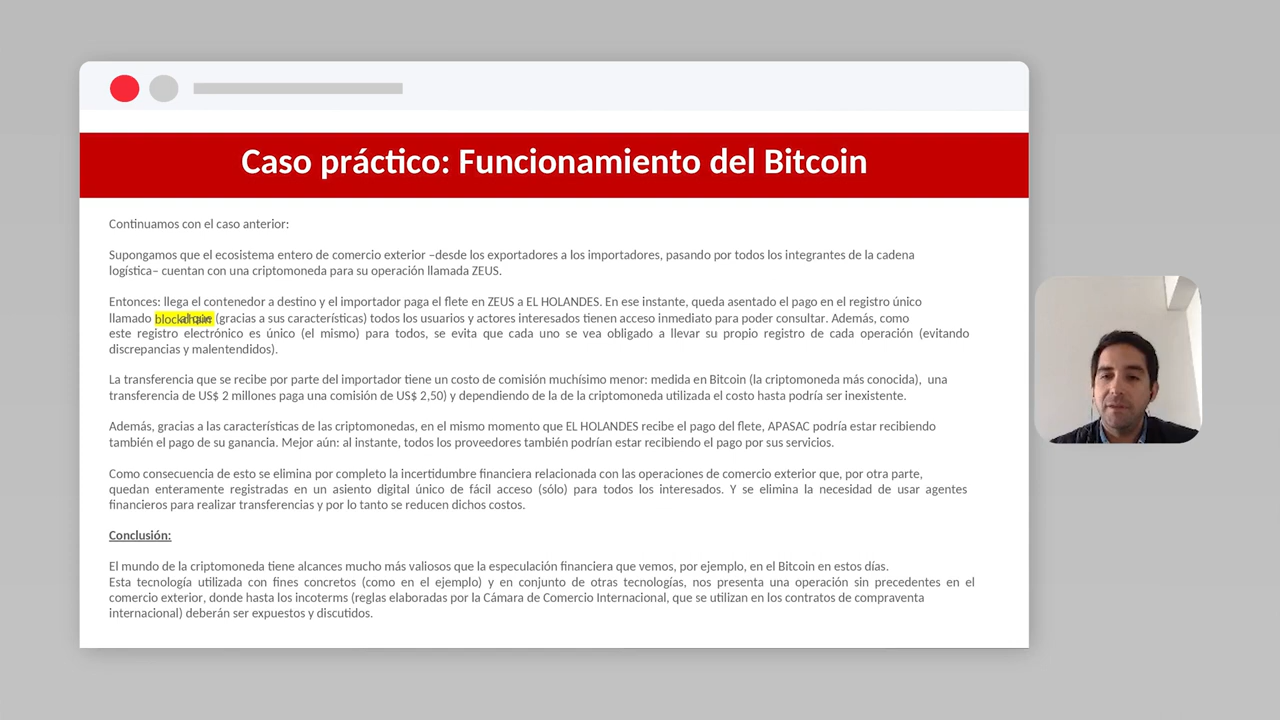 Caso práctico: Funcionamiento del Bitcoin
Continuamos con el caso anterior:
Supongamos que el ecosistema entero de comercio exterior –desde los exportadores a los importadores, pasando por todos los integrantes de la cadena
logística– cuentan con una criptomoneda para su operación llamada ZEUS.
Entonces: llega el contenedor a destino y el importador paga el flete en ZEUS a EL HOLANDES. En ese instante, queda asentado el pago en el registro único
llamado blockchain al que (gracias a sus características) todos los usuarios y actores interesados tienen acceso inmediato para poder consultar. Además, como
este registro electrónico es único (el mismo) para todos, se evita que cada uno se vea obligado a llevar su propio registro de cada operación (evitando
discrepancias y malentendidos).
La transferencia que se recibe por parte del importador tiene un costo de comisión muchísimo menor: medida en Bitcoin (la criptomoneda más conocida), una
transferencia de US$ 2 millones paga una comisión de US$ 2,50) y dependiendo de la de la criptomoneda utilizada el costo hasta podría ser inexistente.
Además, gracias a las características de las criptomonedas, en el mismo momento que EL HOLANDES recibe el pago del flete, APASAC podría estar recibiendo
también el pago de su ganancia. Mejor aún: al instante, todos los proveedores también podrían estar recibiendo el pago por sus servicios.
Como consecuencia de esto se elimina por completo la incertidumbre financiera relacionada con las operaciones de comercio exterior que, por otra parte,
quedan enteramente registradas en un asiento digital único de fácil acceso (sólo) para todos los interesados. Y se elimina la necesidad de usar agentes
financieros para realizar transferencias y por lo tanto se reducen dichos costos.
Conclusión:
El mundo de la criptomoneda tiene alcances mucho más valiosos que la especulación financiera que vemos, por ejemplo, en el Bitcoin en estos días.
Esta tecnología utilizada con fines concretos (como en el ejemplo) y en conjunto de otras tecnologías, nos presenta una operación sin precedentes en el
comercio exterior, donde hasta los incoterms (reglas elaboradas por la Cámara de Comercio Internacional, que se utilizan en los contratos de compraventa
internacional) deberán ser expuestos y discutidos.